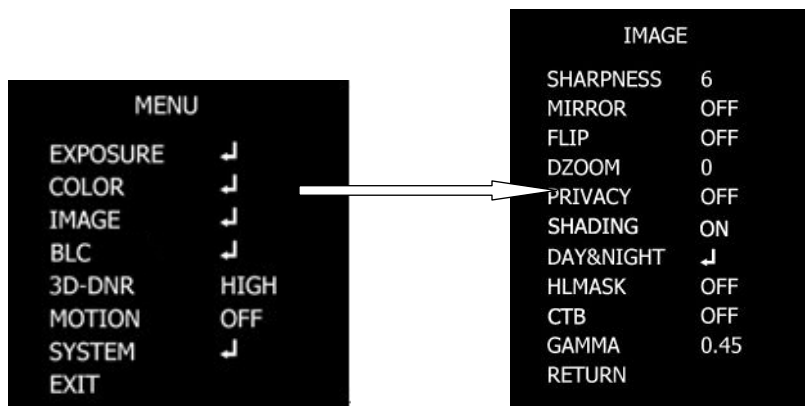 MENU
EXPOSURE ↲
COLOR ↲
IMAGE ↲
BLC ↲
3D-DNR HIGH
MOTION OFF
SYSTEM ↲
EXIT
IMAGE
SHARPNESS 6
MIRROR OFF
FLIP OFF
DZOOM 0
PRIVACY OFF
SHADING ON
DAY&NIGHT ↲
HLMASK OFF
CTB OFF
GAMMA 0.45
RETURN